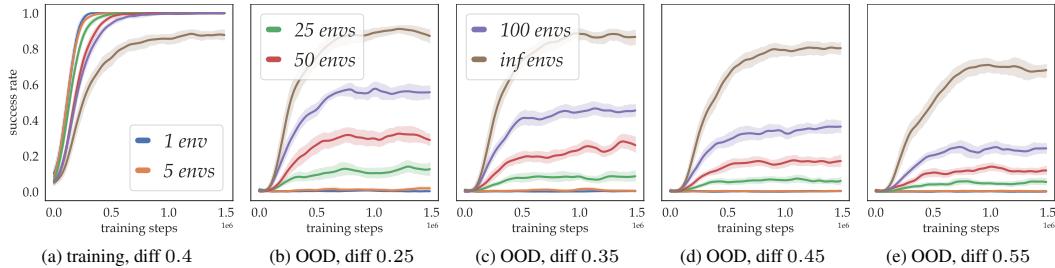 success rate
1.0
0.8
0.6
0.4
0.2
0.0
1 env
5 envs
0.0 0.5 1.0 1.5
training steps 1e6
(a) training, diff 0.4
25 envs
50 envs
0.0 0.5 1.0 1.5
training steps 1e6
(b) OOD, diff 0.25
100 envs
inf envs
0.0 0.5 1.0 1.5
training steps 1e6
(c) OOD, diff 0.35
0.0 0.5 1.0 1.5
training steps 1e6
(d) OOD, diff 0.45
0.0 0.5 1.0 1.5
training steps 1e6
(e) OOD, diff 0.55